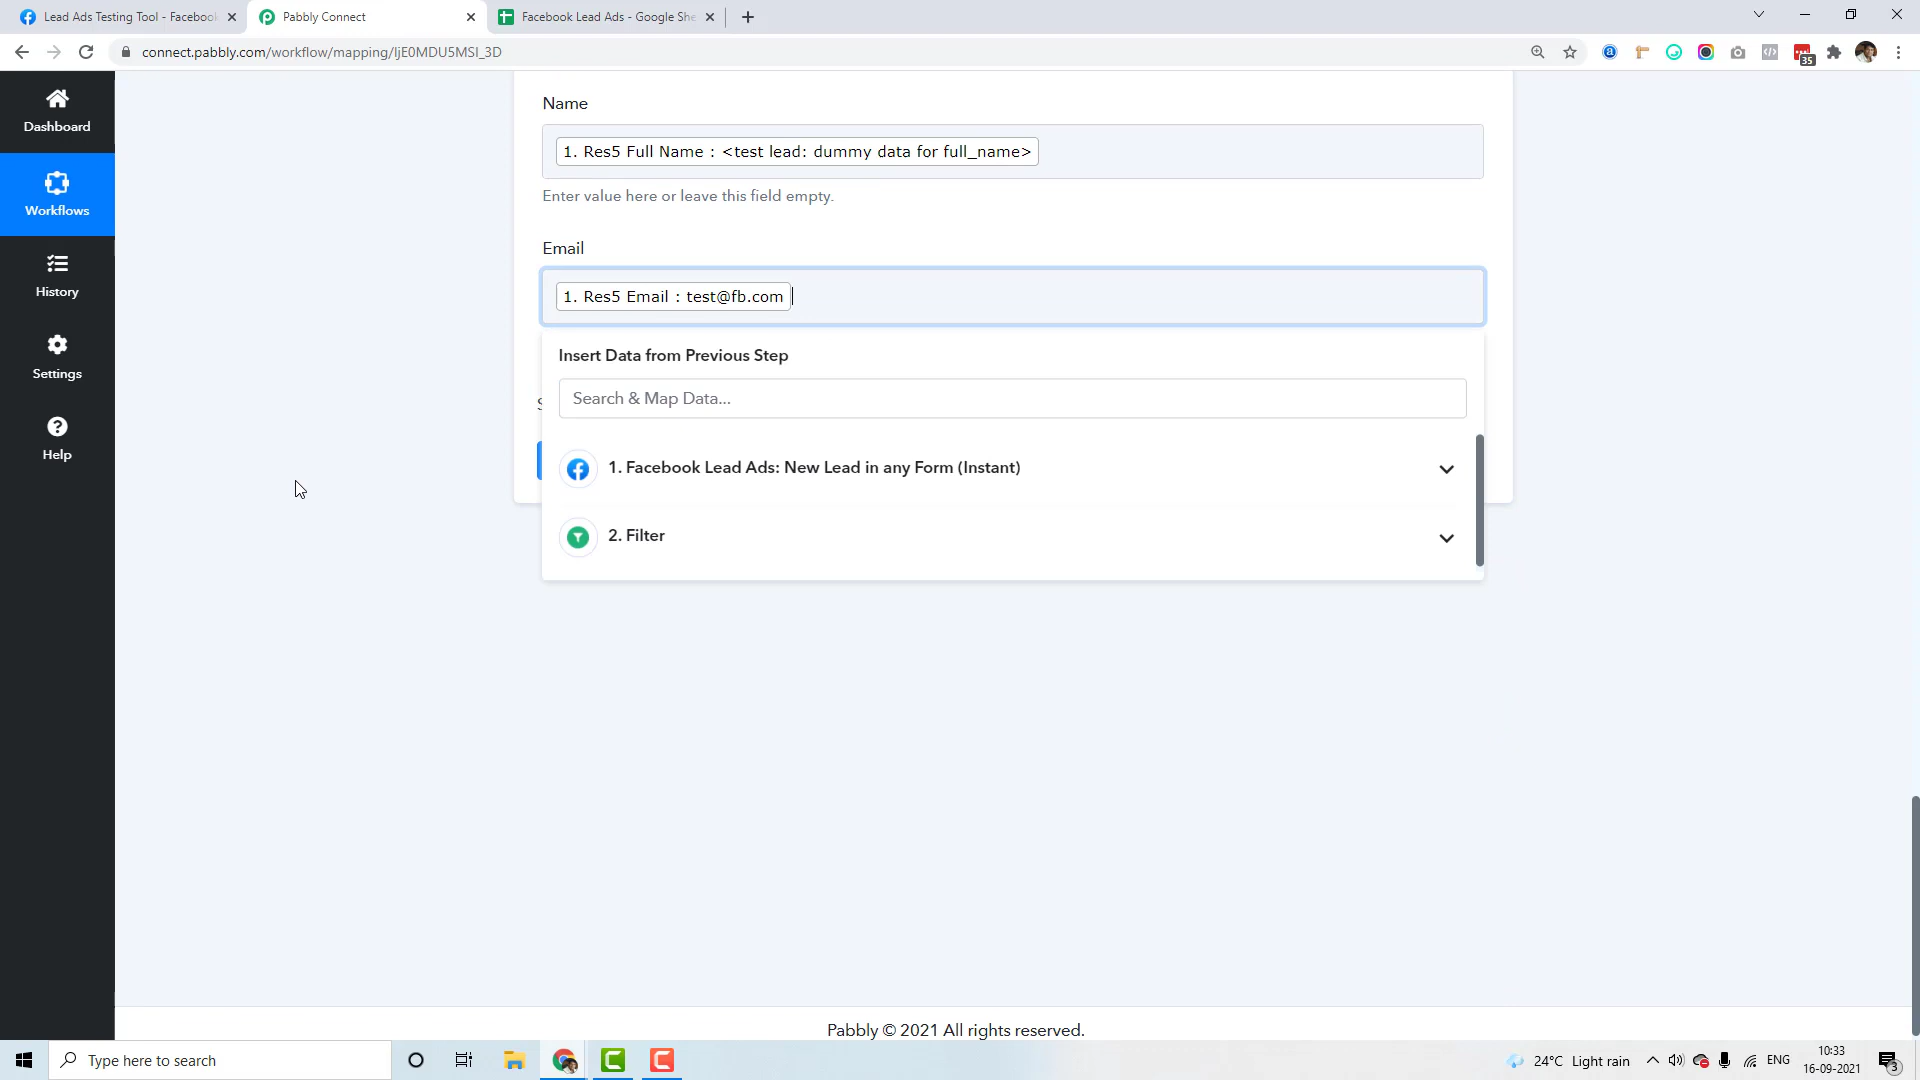 Lead Ads Testing Tool - Facebook
Pabbly Connect
Facebook Lead Ads - Google She
connect.pabbly.com/workflow/mapping/IjE0MDU5MSI_3D
35
Dashboard
Workflows
History
Settings
Help
Name
1. Res5 Full Name : <test lead: dummy data for full_name>
Enter value here or leave this field empty.
Email
1. Res5 Email : test@fb.com
Insert Data from Previous Step
Search & Map Data...
1. Facebook Lead Ads: New Lead in any Form (Instant)
2. Filter
Pabbly © 2021 All rights reserved.
Type here to search
24°C Light rain
ENG
10:33
16-09-2021
3